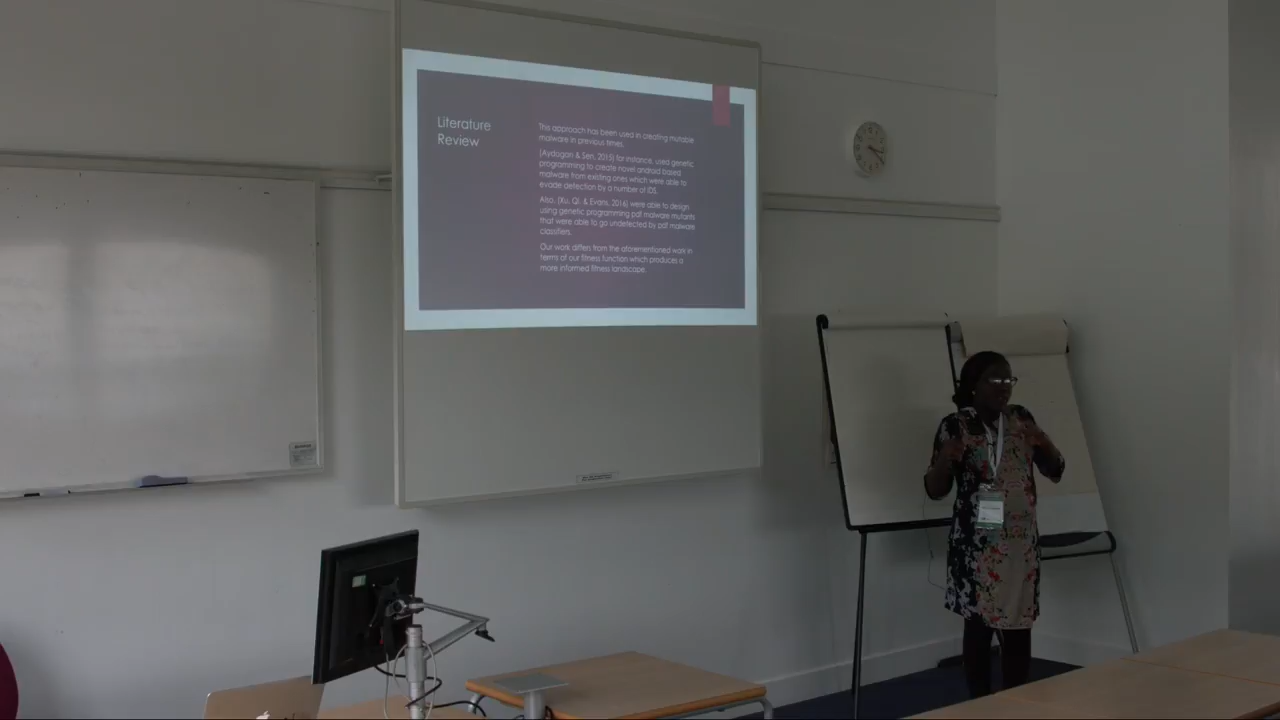 Literature
Review
This approach has been used in creating mutable
malware in previous times.
(Aydogan & Sen, 2015) for instance, used genetic
programming to create novel android based
malware from existing ones which were able to
evade detection by a number of IDS.
Also, (Xu, Qi, & Evans, 2016) were able to design
using genetic programming pdf malware mutants
that were able to go undetected by pdf malware
classifiers.
Our work differs from the aforementioned work in
terms of our fitness function which produces a
more informed fitness landscape.